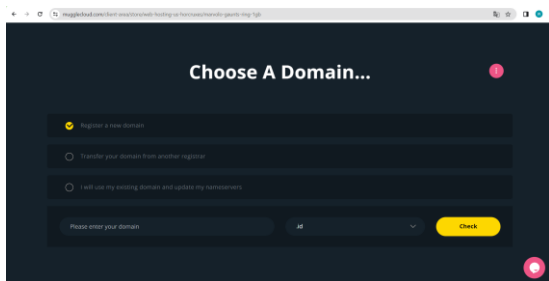 Choose A Domain...
Register a new domain
Transfer your domain from another registrar
I will use my existing domain and update my nameservers
Please enter your domain
.id
Check